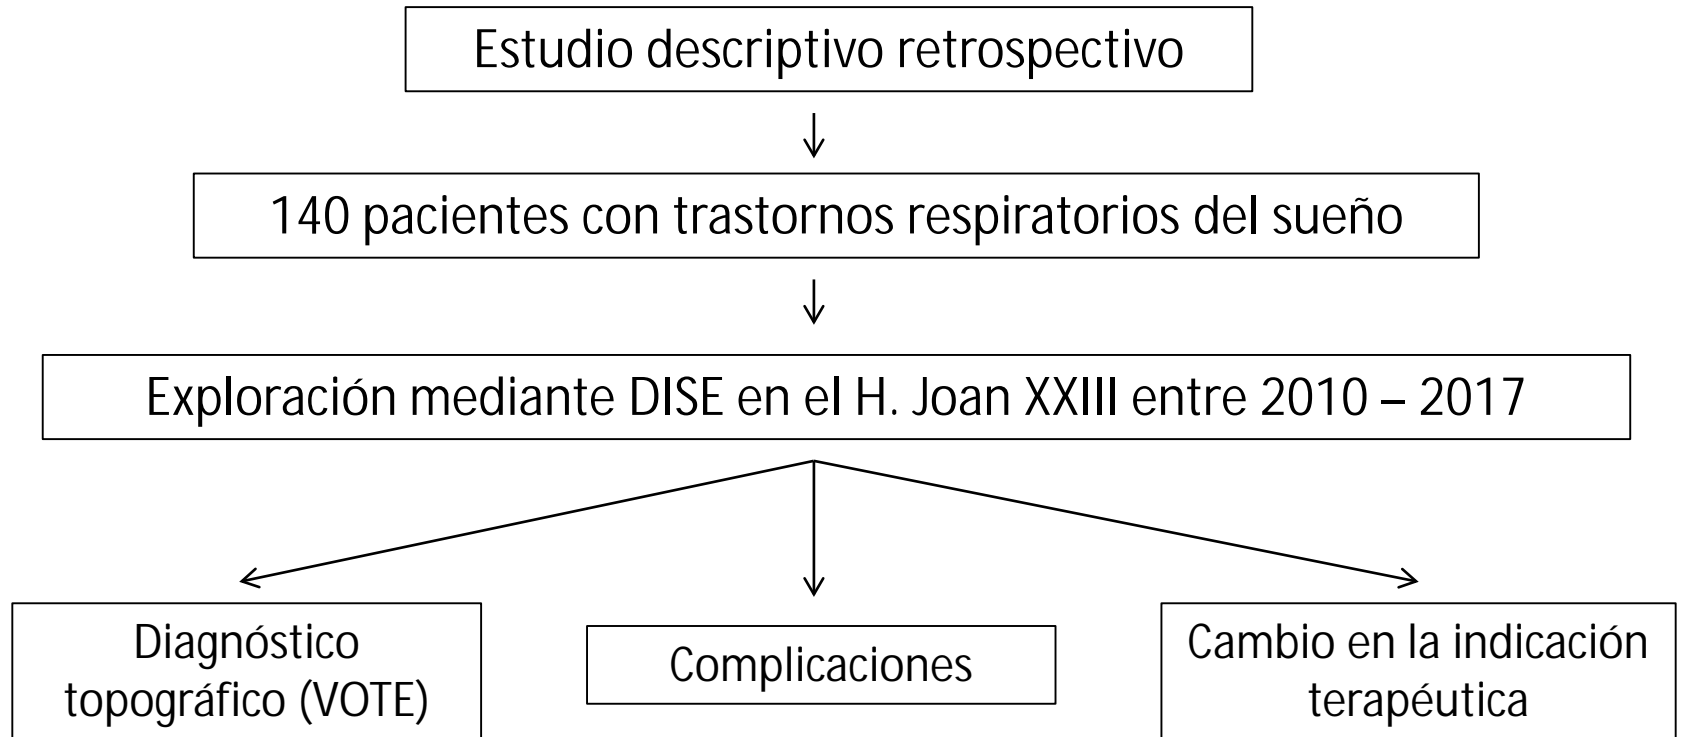 Estudio descriptivo retrospectivo
140 pacientes con trastornos respiratorios del sueño
Exploración mediante DISE en el H. Joan XXIII entre 2010 – 2017
Diagnóstico
topográfico (VOTE)
Complicaciones
Cambio en la indicación
terapéutica